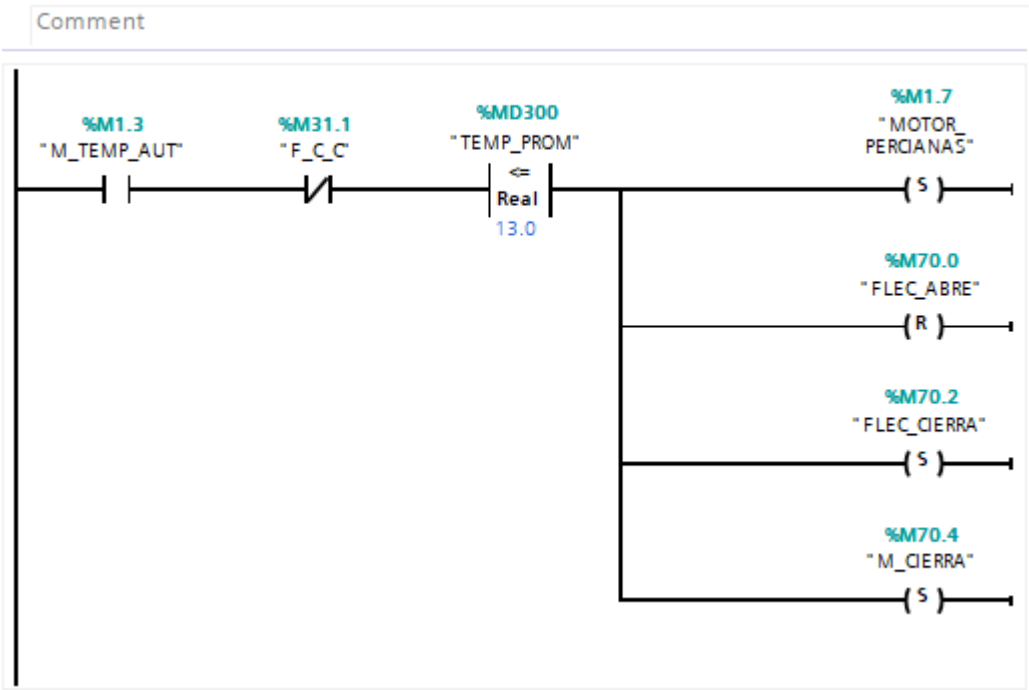 Comment
%M1.3
"M_TEMP_AUT"
%M31.1
"F_C_C"
%MD300
"TEMP_PROM"
<=
Real
13.0
%M1.7
"MOTOR_
PERCIANAS"
S
%M70.0
"FLEC_ABRE"
R
%M70.2
"FLEC_CIERRA"
S
%M70.4
"M_CIERRA"
S